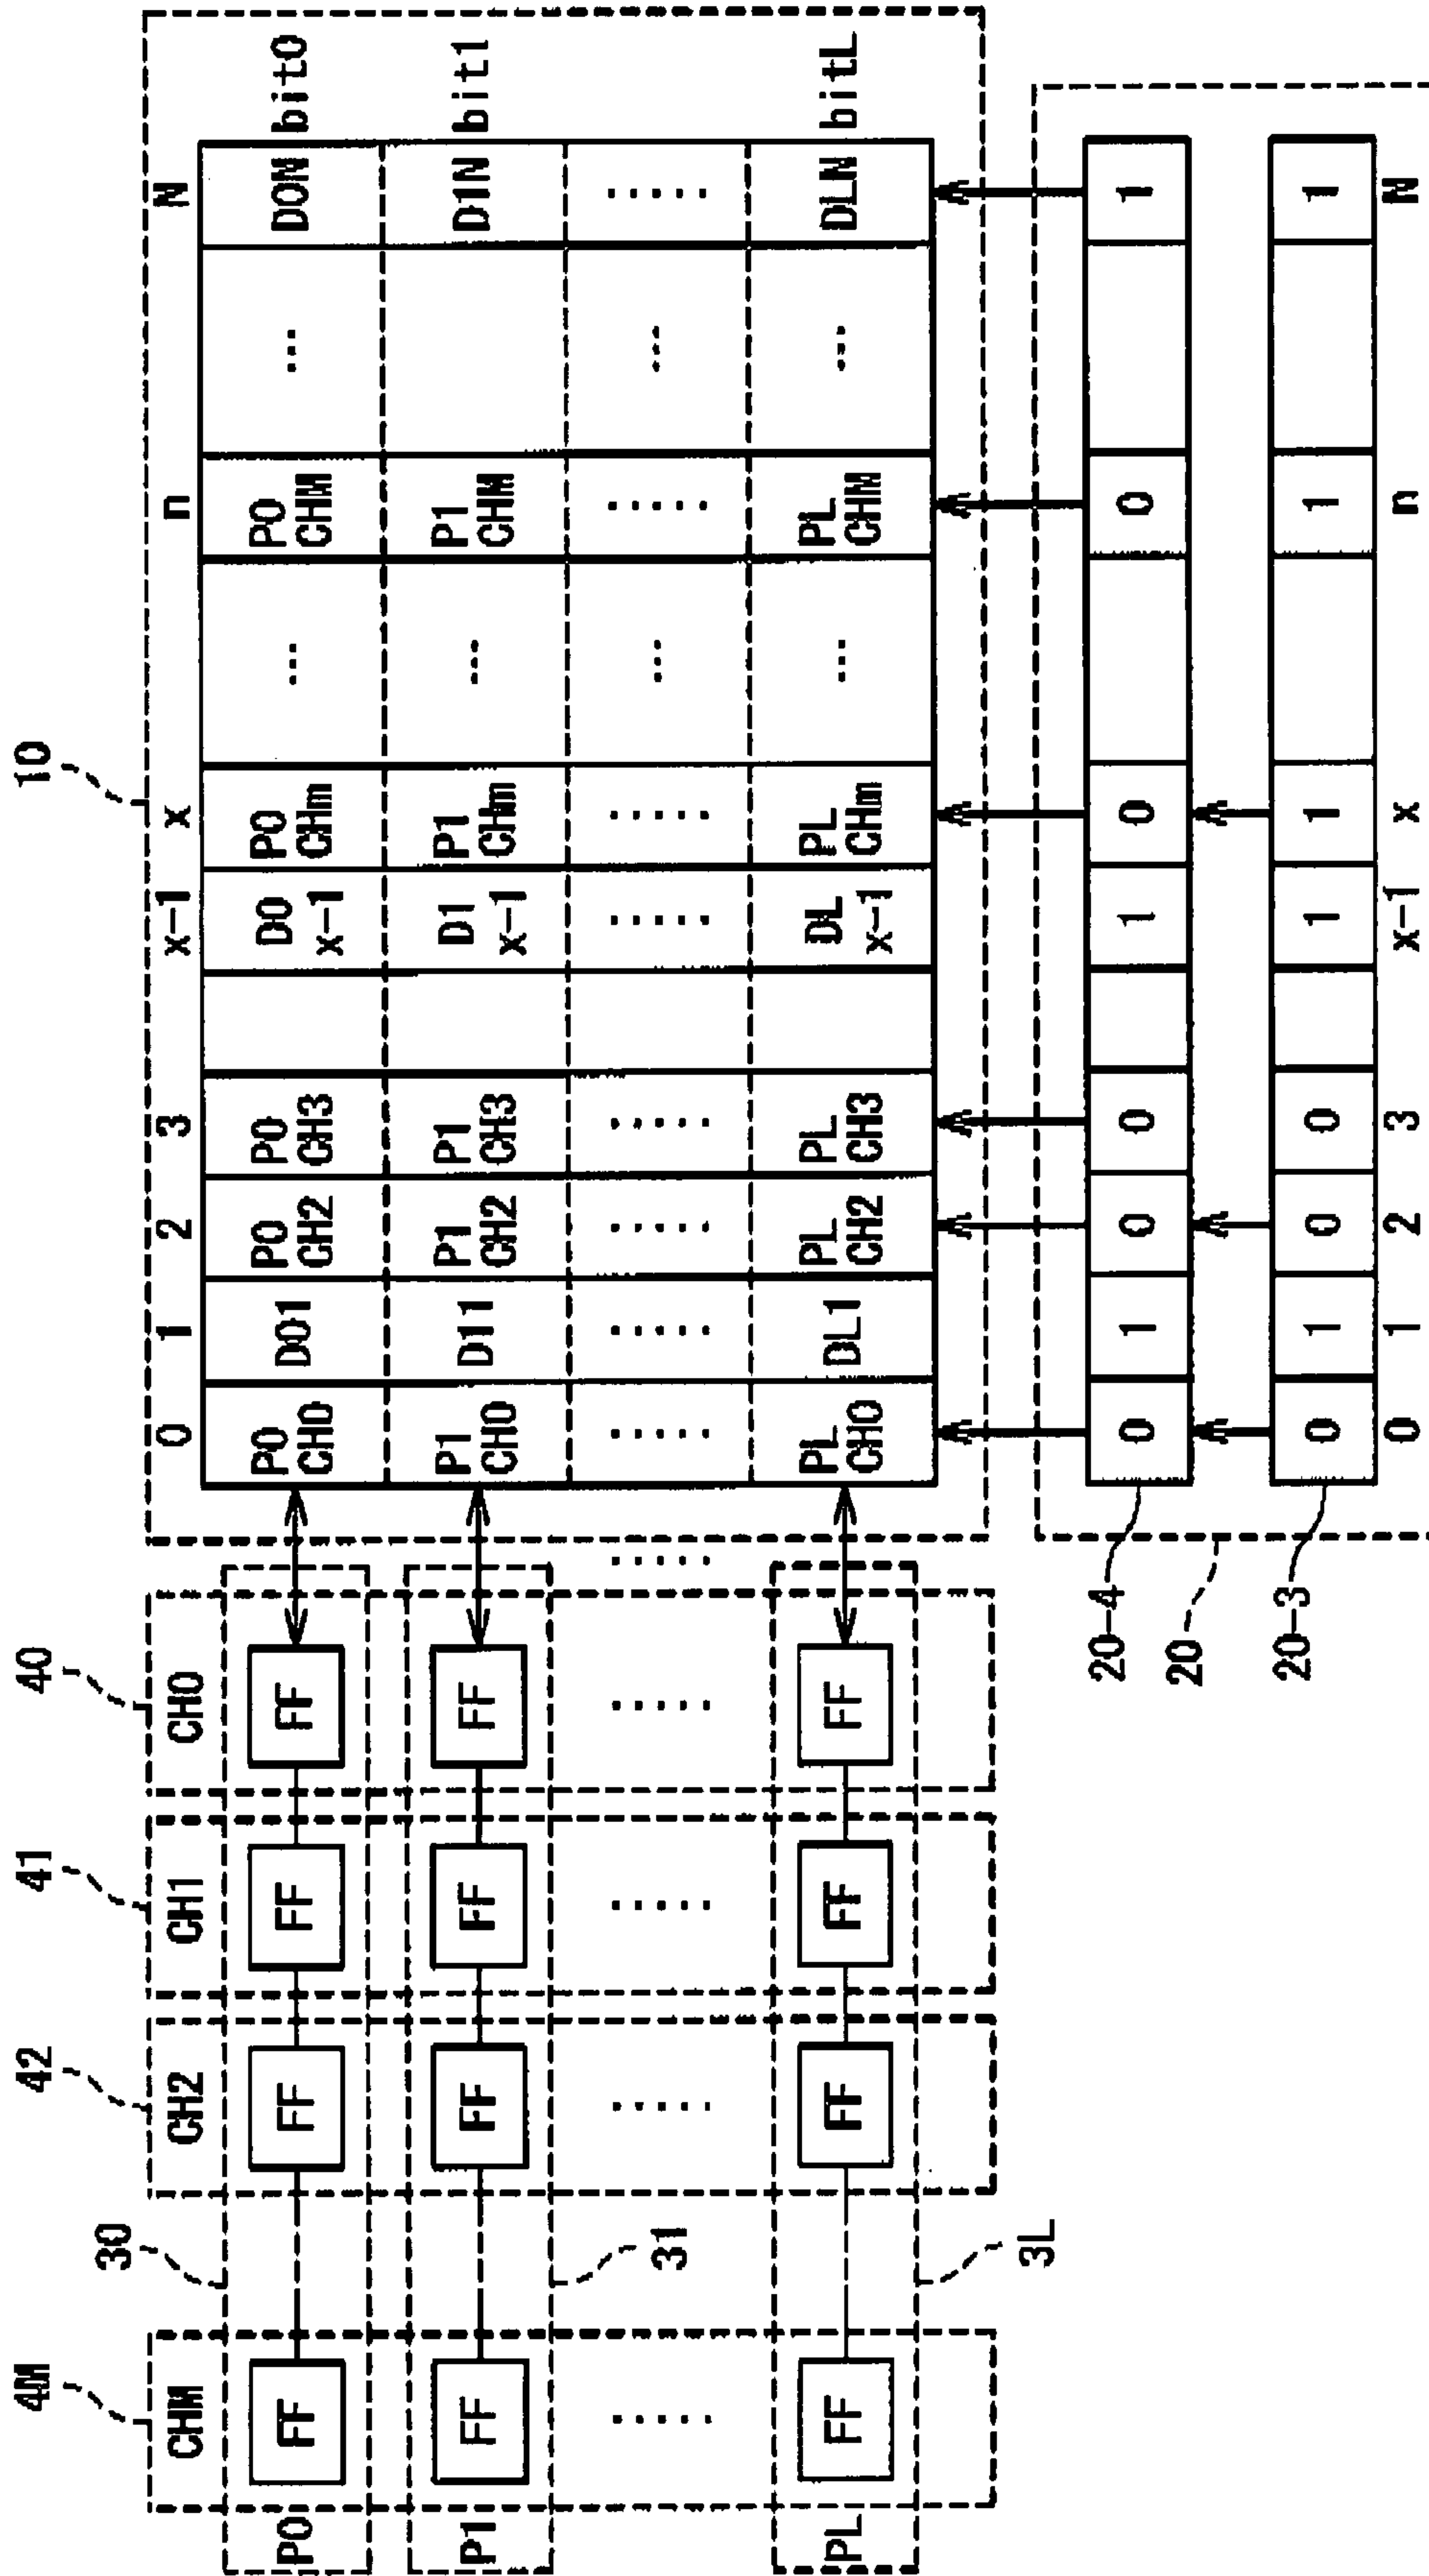 4M 42 41 40 10
30
CHM CH2 CH1 CH0 0 1 2 3 x-1 x n N
P0 FF FF FF FF P0 CH0 D01 P0 CH2 P0 CH3 D0 x-1 P0 CHm ... P0 CHM ... D0N bit0
P1 FF FF FF FF P1 CH0 D11 P1 CH2 P1 CH3 D1 x-1 P1 CHm ... P1 CHM D1N bit1
31
..... ..... ..... ..... ..... ..... ..... ..... ..... ..... ..... ... ..... ... .....
PL FF FF FF FF PL CH0 DL1 PL CH2 PL CH3 DL x-1 PL CHm ... PL CHM ... DLN bitL
3L
20-4 0 1 0 0 1 0 0 1
20
20-3 0 1 0 0 1 1 1 1
0 1 2 3 x-1 x n N